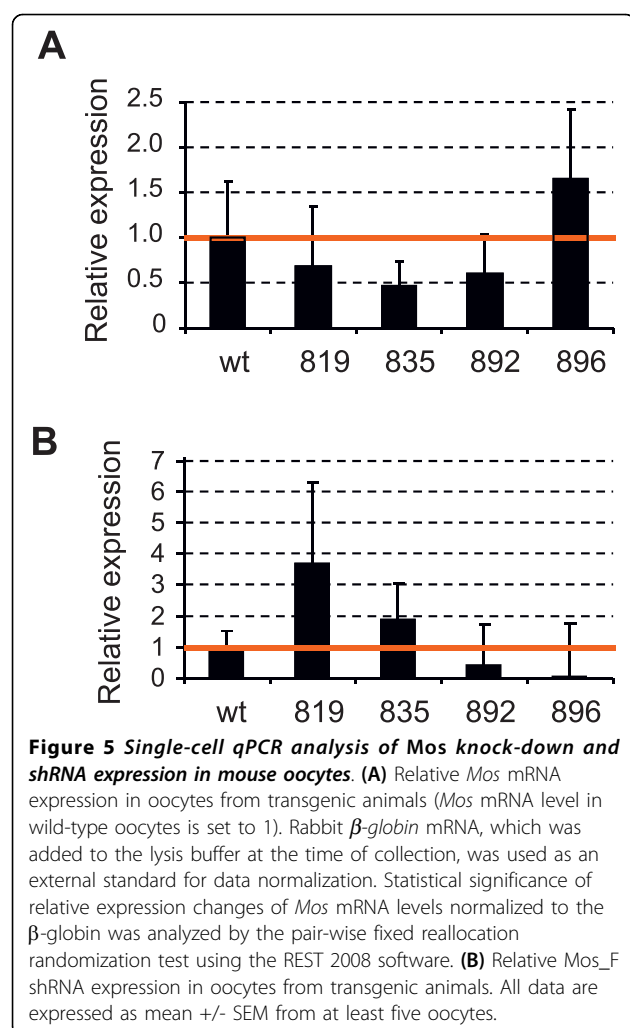 A
Relative expression
2.5
2.0
1.5
1.0
0.5
0
wt 819 835 892 896
B
Relative expression
7
6
5
4
3
2
1
0
wt 819 835 892 896
Figure 5 Single-cell qPCR analysis of Mos knock-down and
shRNA expression in mouse oocytes. (A) Relative Mos mRNA
expression in oocytes from transgenic animals (Mos mRNA level in
wild-type oocytes is set to 1). Rabbit β-globin mRNA, which was
added to the lysis buffer at the time of collection, was used as an
external standard for data normalization. Statistical significance of
relative expression changes of Mos mRNA levels normalized to the
β-globin was analyzed by the pair-wise fixed reallocation
randomization test using the REST 2008 software. (B) Relative Mos_F
shRNA expression in oocytes from transgenic animals. All data are
expressed as mean +/- SEM from at least five oocytes.